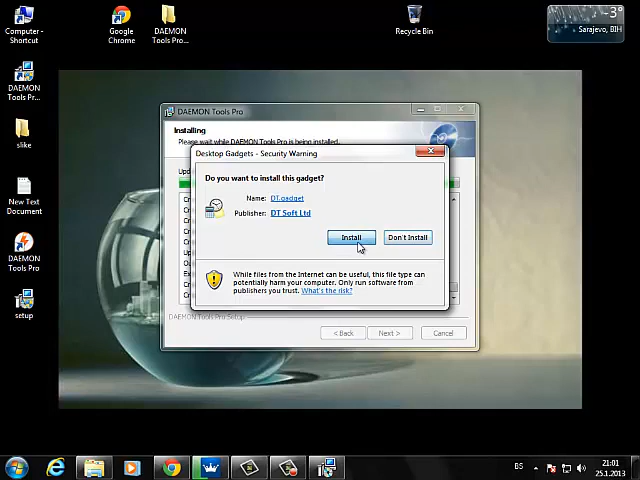 Computer -
Shortcut
Google
Chrome
DAEMON
Tools Pro...
Recycle Bin
-3°
Sarajevo, BIH
DAEMON
Tools Pr...
slike
New Text
Document
DAEMON
Tools Pro
setup
DAEMON Tools Pro
Installing
Please wait while DAEMON Tools Pro is being installed.
Desktop Gadgets - Security Warning
Do you want to install this gadget?
Name: DT.gadget
Publisher: DT Soft Ltd
Install
Don't Install
While files from the Internet can be useful, this file type can
potentially harm your computer. Only run software from
publishers you trust. What's the risk?
DAEMON Tools Pro Setup
< Back
Next >
Cancel
BS
21:01
25.1.2013